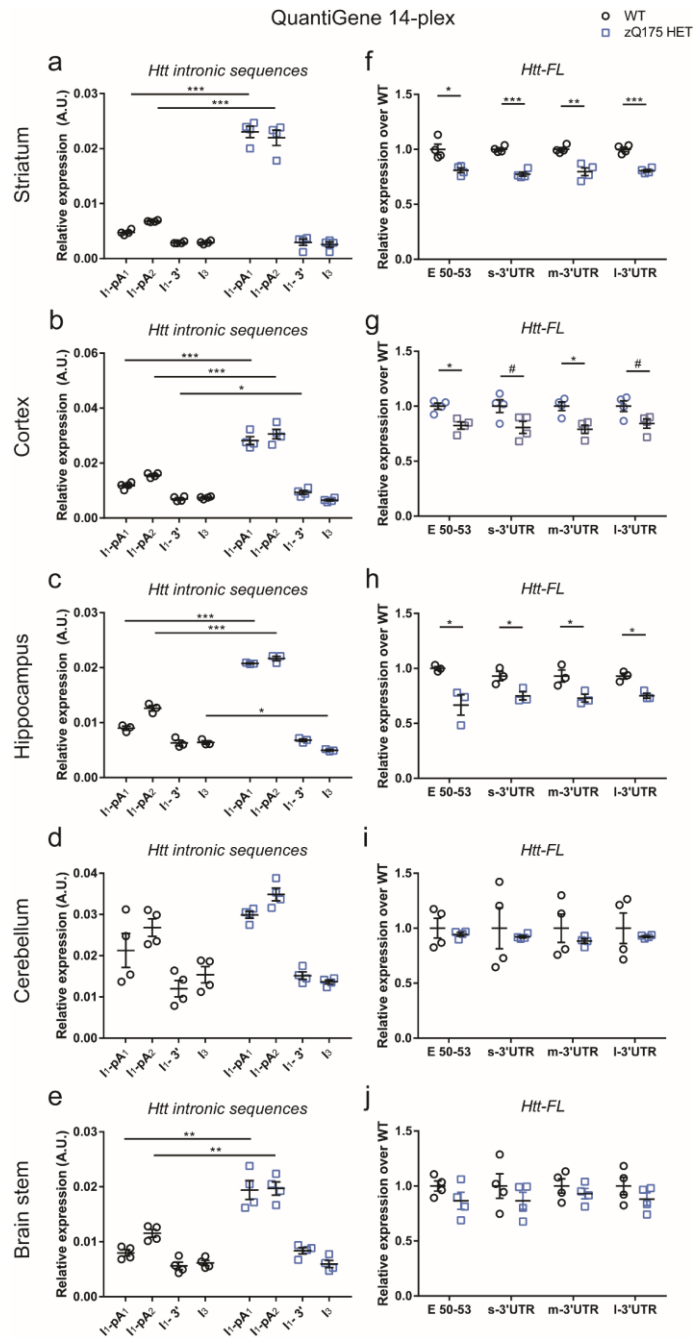 QuantiGene 14-plex
WT
zQ175 HET
Striatum
a
Htt intronic sequences
***
***
Relative expression (A.U.)
0.03
0.02
0.01
0.00
I1-pA1
I1-pA2
I1- 3'
I3
I1-pA1
I1-pA2
I1- 3'
I3
f
Htt-FL
*
***
**
***
Relative expression over WT
1.5
1.0
0.5
0.0
E 50-53
s-3'UTR
m-3'UTR
l-3'UTR
Cortex
b
Htt intronic sequences
***
***
*
Relative expression (A.U.)
0.06
0.04
0.02
0.00
I1-pA1
I1-pA2
I1- 3'
I3
I1-pA1
I1-pA2
I1- 3'
I3
g
Htt-FL
*
#
*
#
Relative expression over WT
1.5
1.0
0.5
0.0
E 50-53
s-3'UTR
m-3'UTR
l-3'UTR
Hippocampus
c
Htt intronic sequences
***
***
*
Relative expression (A.U.)
0.03
0.02
0.01
0.00
I1-pA1
I1-pA2
I1- 3'
I3
I1-pA1
I1-pA2
I1- 3'
I3
h
Htt-FL
*
*
*
*
Relative expression over WT
1.5
1.0
0.5
0.0
E 50-53
s-3'UTR
m-3'UTR
l-3'UTR
Cerebellum
d
Htt intronic sequences
Relative expression (A.U.)
0.04
0.03
0.02
0.01
0.00
I1-pA1
I1-pA2
I1- 3'
I3
I1-pA1
I1-pA2
I1- 3'
I3
i
Htt-FL
Relative expression over WT
1.5
1.0
0.5
0.0
E 50-53
s-3'UTR
m-3'UTR
l-3'UTR
Brain stem
e
Htt intronic sequences
**
**
Relative expression (A.U.)
0.03
0.02
0.01
0.00
I1-pA1
I1-pA2
I1- 3'
I3
I1-pA1
I1-pA2
I1- 3'
I3
j
Htt-FL
Relative expression over WT
1.5
1.0
0.5
0.0
E 50-53
s-3'UTR
m-3'UTR
l-3'UTR